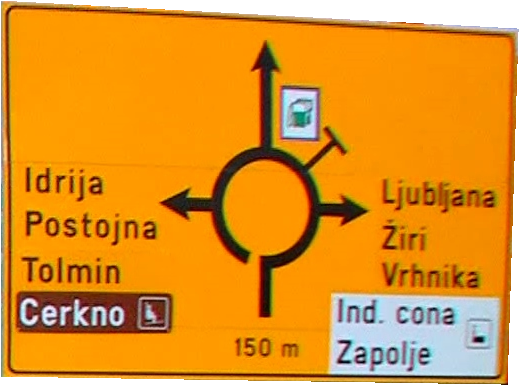 Idrija
Postojna
Tolmin
Cerkno
Ljubljana
Žiri
Vrhnika
Ind. cona
Zapolje
150 m